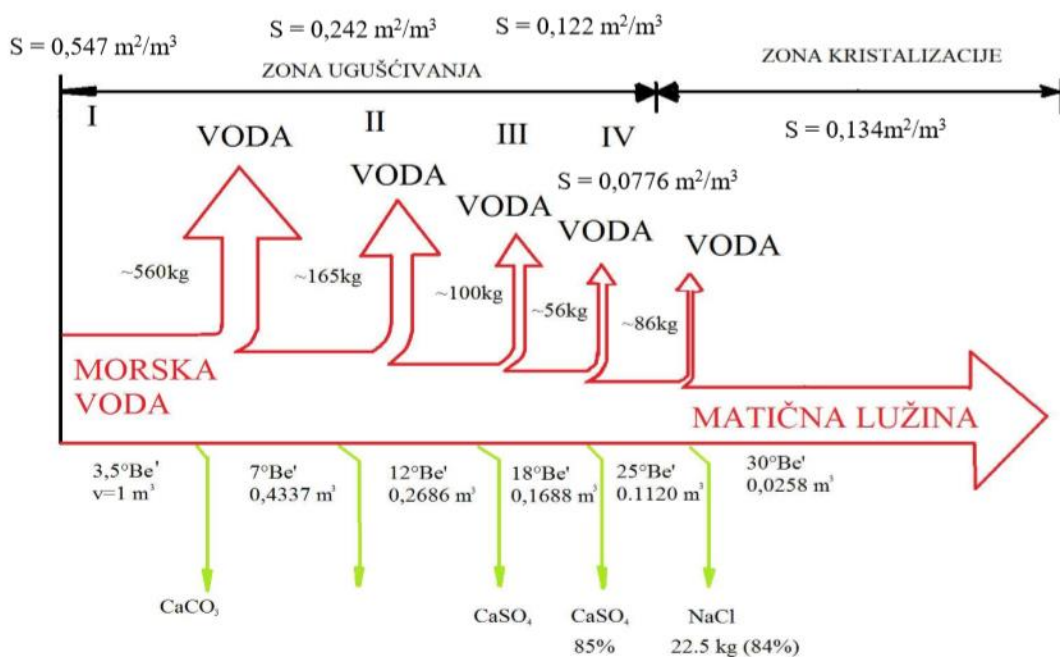 S = 0,547 m²/m³
S = 0,242 m²/m³
S = 0,122 m²/m³
ZONA UGUŠĆIVANJA
ZONA KRISTALIZACIJE
I
II
III
IV
S = 0,134m²/m³
VODA
VODA
VODA
S = 0,0776 m²/m³
VODA
VODA
~560kg
~165kg
~100kg
~56kg
~86kg
MORSKA
VODA
MATIČNA LUŽINA
3,5°Be'
v=1 m³
7°Be'
0,4337 m³
12°Be'
0,2686 m³
18°Be'
0,1688 m³
25°Be'
0.1120 m³
30°Be'
0,0258 m³
CaCO₃
CaSO₄
CaSO₄
85%
NaCl
22.5 kg (84%)